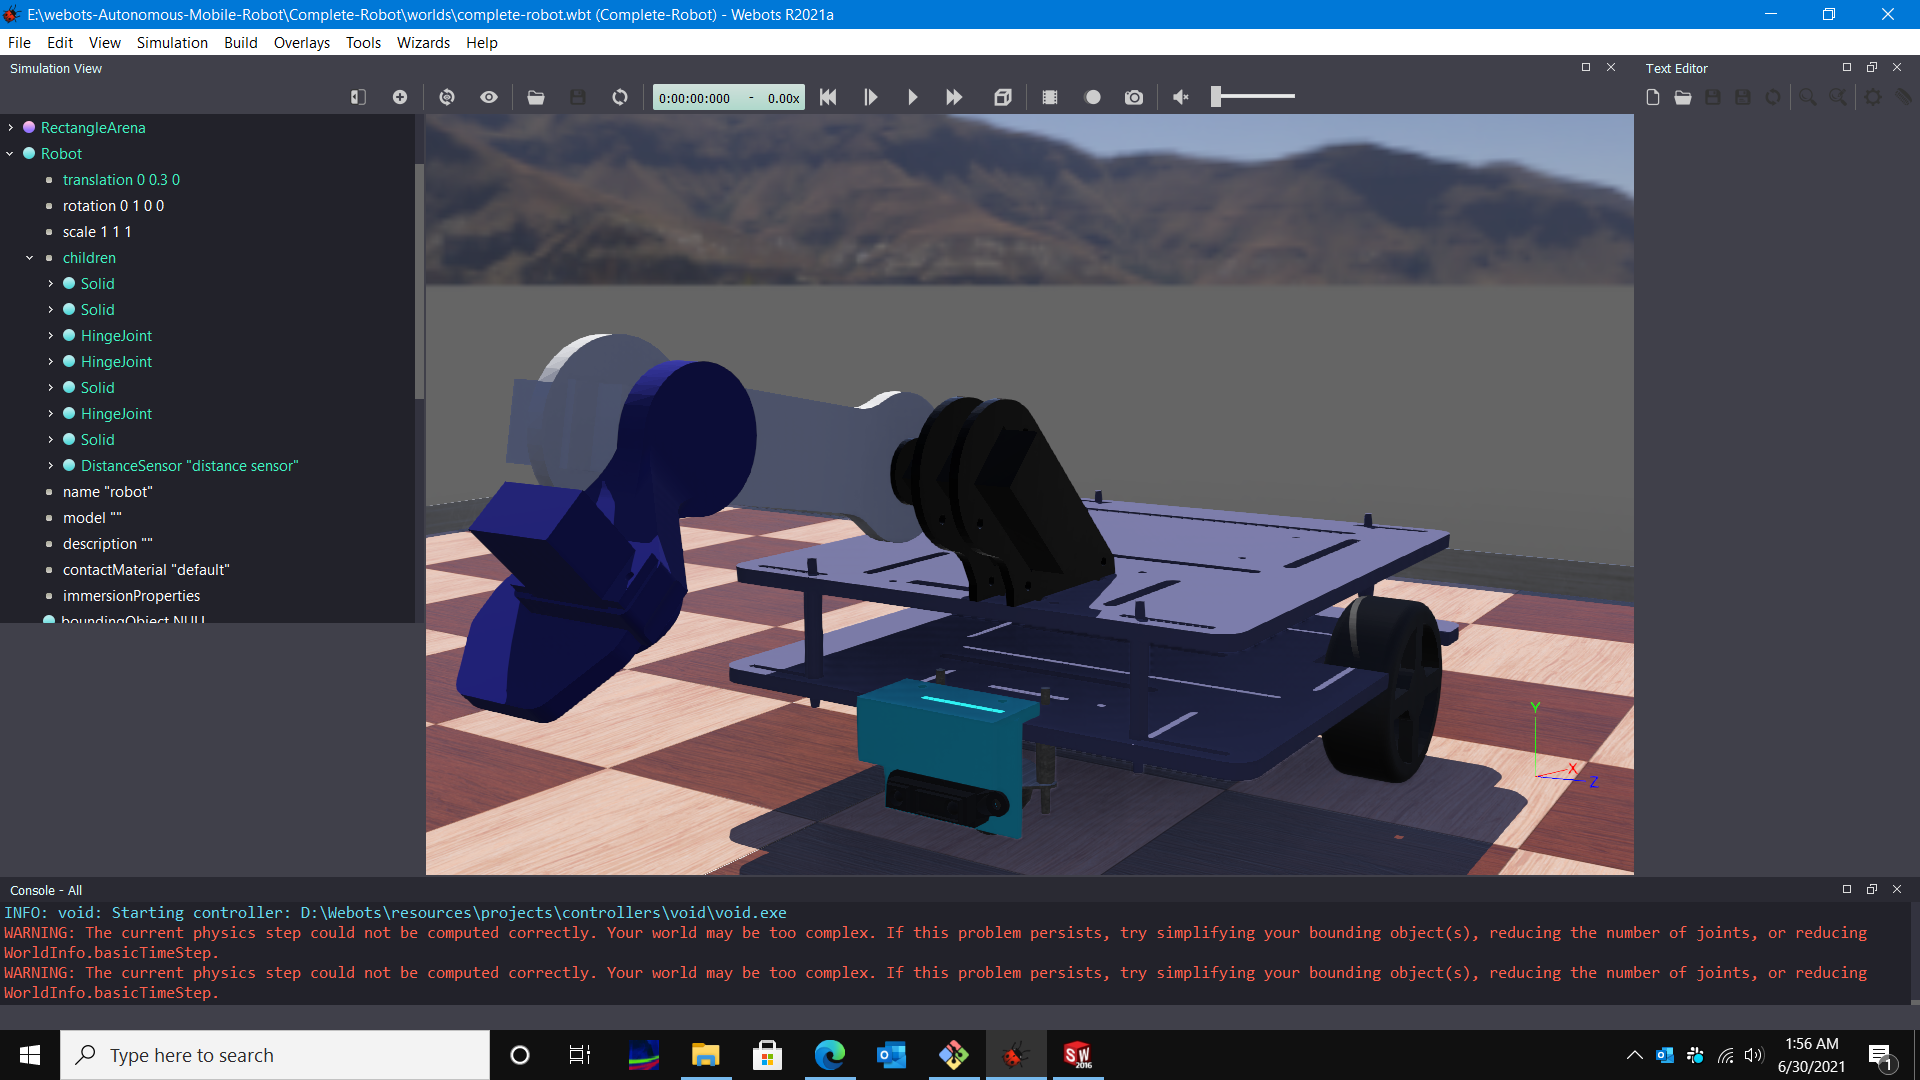 E:\webots-Autonomous-Mobile-Robot\Complete-Robot\worlds\complete-robot.wbt (Complete-Robot) - Webots R2021a
File Edit View Simulation Build Overlays Tools Wizards Help
Simulation View
Text Editor
0:00:00:000 - 0.00x
RectangleArena
Robot
translation 0 0.3 0
rotation 0 1 0 0
scale 1 1 1
children
Solid
Solid
HingeJoint
HingeJoint
Solid
HingeJoint
Solid
DistanceSensor "distance sensor"
name "robot"
model ""
description ""
contactMaterial "default"
immersionProperties
boundingObject NULL
Y
X
Z
Console - All
INFO: void: Starting controller: D:\Webots\resources\projects\controllers\void\void.exe
WARNING: The current physics step could not be computed correctly. Your world may be too complex. If this problem persists, try simplifying your bounding object(s), reducing the number of joints, or reducing
WorldInfo.basicTimeStep.
WARNING: The current physics step could not be computed correctly. Your world may be too complex. If this problem persists, try simplifying your bounding object(s), reducing the number of joints, or reducing
WorldInfo.basicTimeStep.
Type here to search
SW
2016
1:56 AM
6/30/2021
1